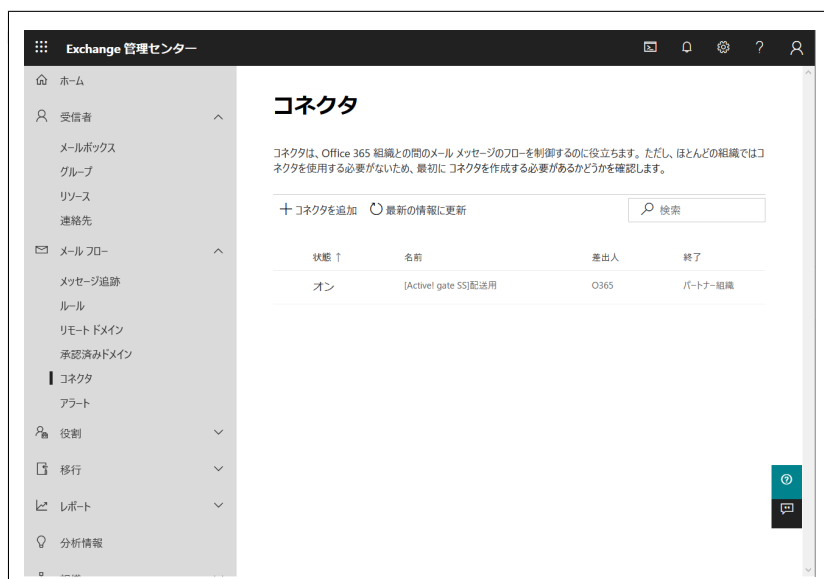 Exchange 管理センター
ホーム
受信者
メールボックス
グループ
リソース
連絡先
メール フロー
メッセージ追跡
ルール
リモート ドメイン
承認済みドメイン
コネクタ
アラート
役割
移行
レポート
分析情報
コネクタ
コネクタは、Office 365 組織との間のメール メッセージのフローを制御するのに役立ちます。ただし、ほとんどの組織ではコ
ネクタを使用する必要がないため、最初に コネクタを作成する必要があるかどうかを確認します。
コネクタを追加 最新の情報に更新 検索
状態 ↑ 名前 差出人 終了
オン [Active! gate SS]配送用 O365 パートナー組織